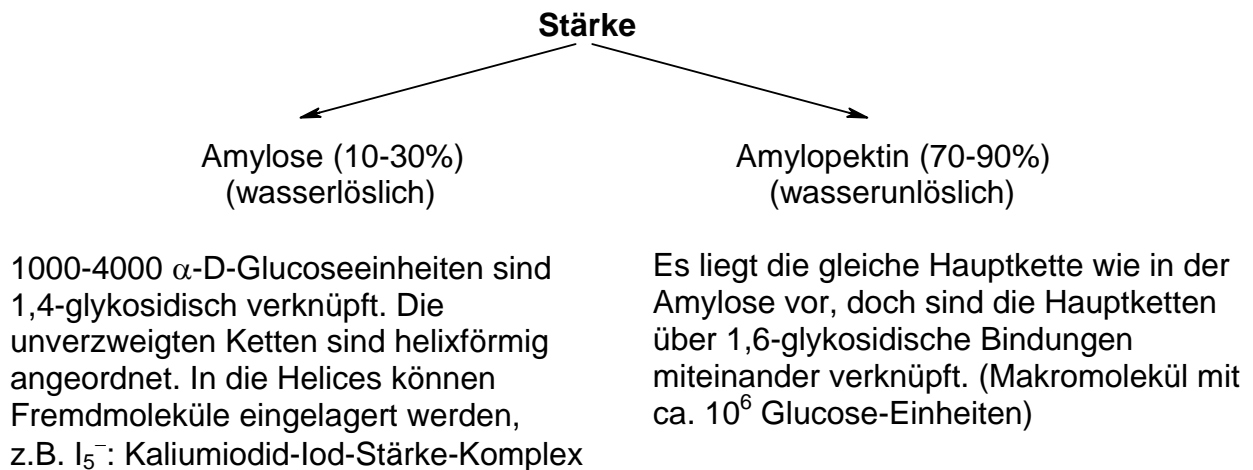 Stärke
Amylose (10-30%)
(wasserlöslich)
Amylopektin (70-90%)
(wasserunlöslich)
1000-4000 α-D-Glucoseeinheiten sind
1,4-glykosidisch verknüpft. Die
unverzweigten Ketten sind helixförmig
angeordnet. In die Helices können
Fremdmoleküle eingelagert werden,
z.B. I₅⁻: Kaliumiodid-Iod-Stärke-Komplex
Es liegt die gleiche Hauptkette wie in der
Amylose vor, doch sind die Hauptketten
über 1,6-glykosidische Bindungen
miteinander verknüpft. (Makromolekül mit
ca. 10⁶ Glucose-Einheiten)